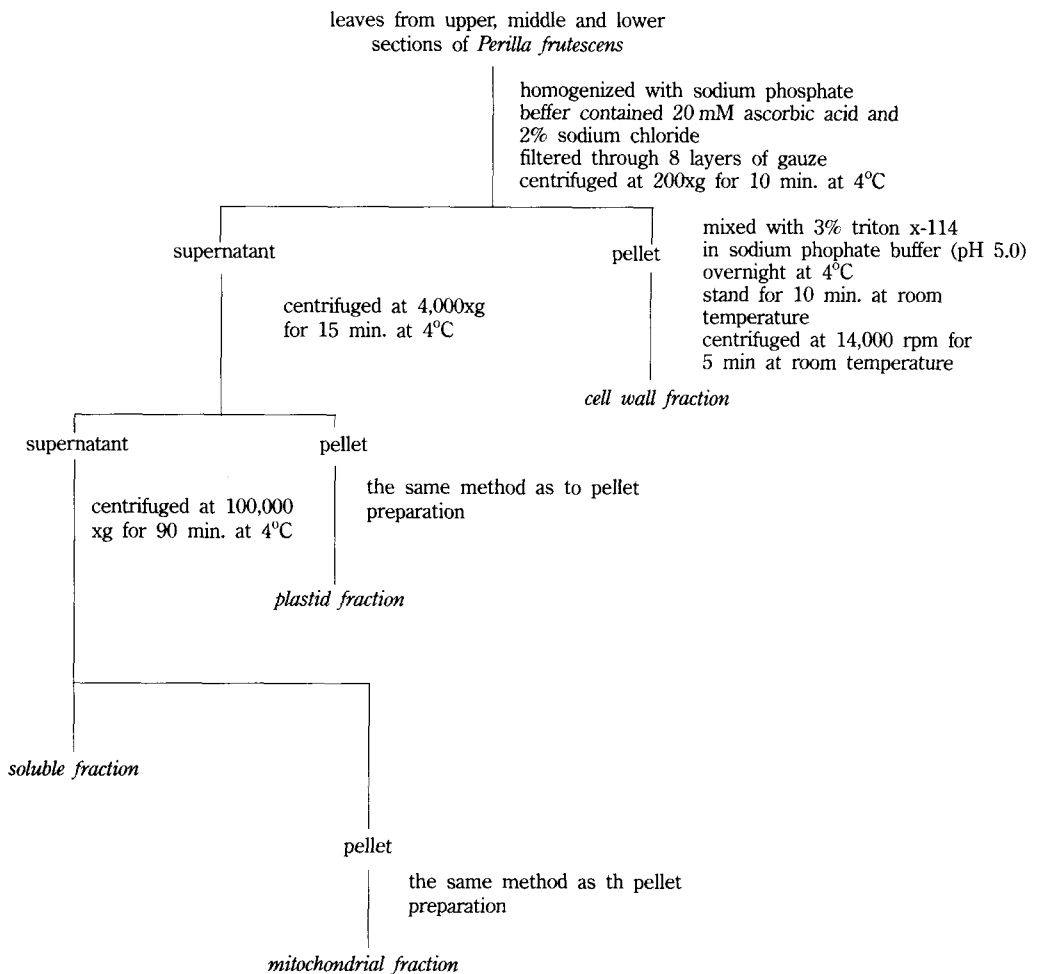 leaves from upper, middle and lower
sections of Perilla frutescens
homogenized with sodium phosphate
beffer contained 20 mM ascorbic acid and
2% sodium chloride
filtered through 8 layers of gauze
centrifuged at 200xg for 10 min. at 4°C
supernatant
pellet
mixed with 3% triton x-114
in sodium phophate buffer (pH 5.0)
overnight at 4°C
stand for 10 min. at room
temperature
centrifuged at 14,000 rpm for
5 min at room temperature
centrifuged at 4,000xg
for 15 min. at 4°C
cell wall fraction
supernatant
pellet
centrifuged at 100,000
xg for 90 min. at 4°C
the same method as to pellet
preparation
plastid fraction
soluble fraction
pellet
the same method as th pellet
preparation
mitochondrial fraction